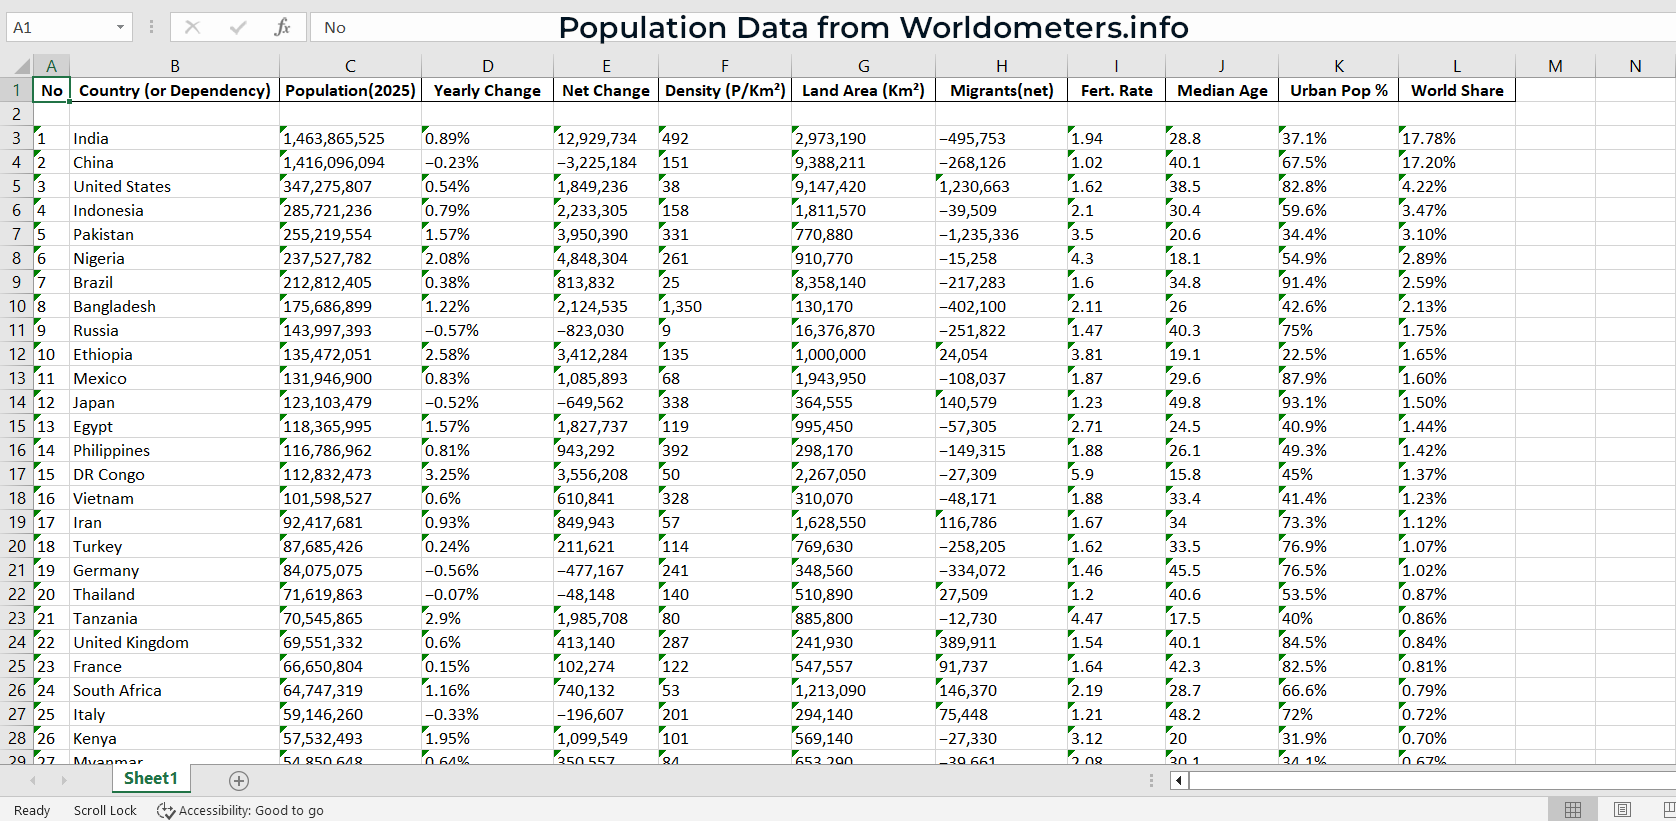 A1 fx No Population Data from Worldometers.info
A B C D E F G H I J K L M N
1 No Country (or Dependency) Population(2025) Yearly Change Net Change Density (P/Km²) Land Area (Km²) Migrants(net) Fert. Rate Median Age Urban Pop % World Share
2
3 1 India 1,463,865,525 0.89% 12,929,734 492 2,973,190 −495,753 1.94 28.8 37.1% 17.78%
4 2 China 1,416,096,094 −0.23% −3,225,184 151 9,388,211 −268,126 1.02 40.1 67.5% 17.20%
5 3 United States 347,275,807 0.54% 1,849,236 38 9,147,420 1,230,663 1.62 38.5 82.8% 4.22%
6 4 Indonesia 285,721,236 0.79% 2,233,305 158 1,811,570 −39,509 2.1 30.4 59.6% 3.47%
7 5 Pakistan 255,219,554 1.57% 3,950,390 331 770,880 −1,235,336 3.5 20.6 34.4% 3.10%
8 6 Nigeria 237,527,782 2.08% 4,848,304 261 910,770 −15,258 4.3 18.1 54.9% 2.89%
9 7 Brazil 212,812,405 0.38% 813,832 25 8,358,140 −217,283 1.6 34.8 91.4% 2.59%
10 8 Bangladesh 175,686,899 1.22% 2,124,535 1,350 130,170 −402,100 2.11 26 42.6% 2.13%
11 9 Russia 143,997,393 −0.57% −823,030 9 16,376,870 −251,822 1.47 40.3 75% 1.75%
12 10 Ethiopia 135,472,051 2.58% 3,412,284 135 1,000,000 24,054 3.81 19.1 22.5% 1.65%
13 11 Mexico 131,946,900 0.83% 1,085,893 68 1,943,950 −108,037 1.87 29.6 87.9% 1.60%
14 12 Japan 123,103,479 −0.52% −649,562 338 364,555 140,579 1.23 49.8 93.1% 1.50%
15 13 Egypt 118,365,995 1.57% 1,827,737 119 995,450 −57,305 2.71 24.5 40.9% 1.44%
16 14 Philippines 116,786,962 0.81% 943,292 392 298,170 −149,315 1.88 26.1 49.3% 1.42%
17 15 DR Congo 112,832,473 3.25% 3,556,208 50 2,267,050 −27,309 5.9 15.8 45% 1.37%
18 16 Vietnam 101,598,527 0.6% 610,841 328 310,070 −48,171 1.88 33.4 41.4% 1.23%
19 17 Iran 92,417,681 0.93% 849,943 57 1,628,550 116,786 1.67 34 73.3% 1.12%
20 18 Turkey 87,685,426 0.24% 211,621 114 769,630 −258,205 1.62 33.5 76.9% 1.07%
21 19 Germany 84,075,075 −0.56% −477,167 241 348,560 −334,072 1.46 45.5 76.5% 1.02%
22 20 Thailand 71,619,863 −0.07% −48,148 140 510,890 27,509 1.2 40.6 53.5% 0.87%
23 21 Tanzania 70,545,865 2.9% 1,985,708 80 885,800 −12,730 4.47 17.5 40% 0.86%
24 22 United Kingdom 69,551,332 0.6% 413,140 287 241,930 389,911 1.54 40.1 84.5% 0.84%
25 23 France 66,650,804 0.15% 102,274 122 547,557 91,737 1.64 42.3 82.5% 0.81%
26 24 South Africa 64,747,319 1.16% 740,132 53 1,213,090 146,370 2.19 28.7 66.6% 0.79%
27 25 Italy 59,146,260 −0.33% −196,607 201 294,140 75,448 1.21 48.2 72% 0.72%
28 26 Kenya 57,532,493 1.95% 1,099,549 101 569,140 −27,330 3.12 20 31.9% 0.70%
29 27 Myanmar 54,850,648 0.64% 350,557 84 653,290 −39,661 2.08 30.1 34.1% 0.67%
Sheet1
Ready Scroll Lock Accessibility: Good to go